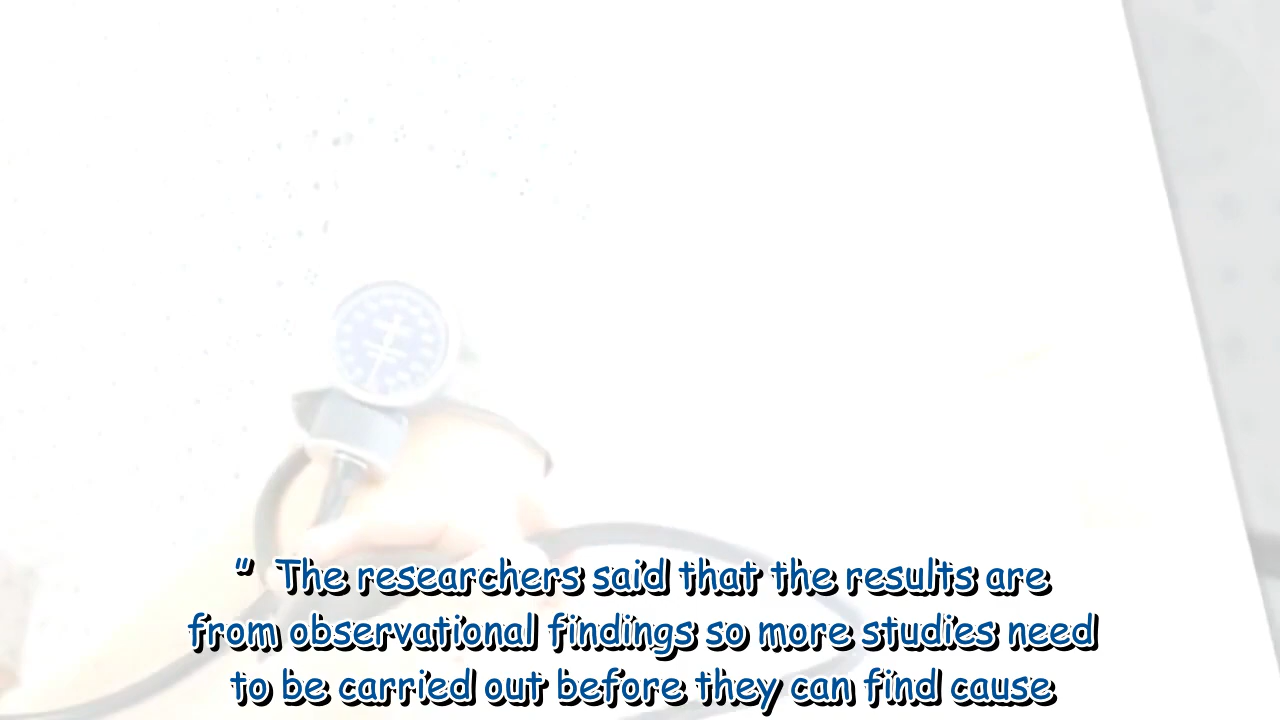 ” The researchers said that the results are
from observational findings so more studies need
to be carried out before they can find cause